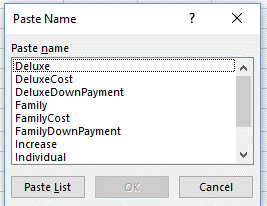 Paste Name ? ×
Paste name
Deluxe
DeluxeCost
DeluxeDownPayment
Family
FamilyCost
FamilyDownPayment
Increase
Individual
Paste List OK Cancel